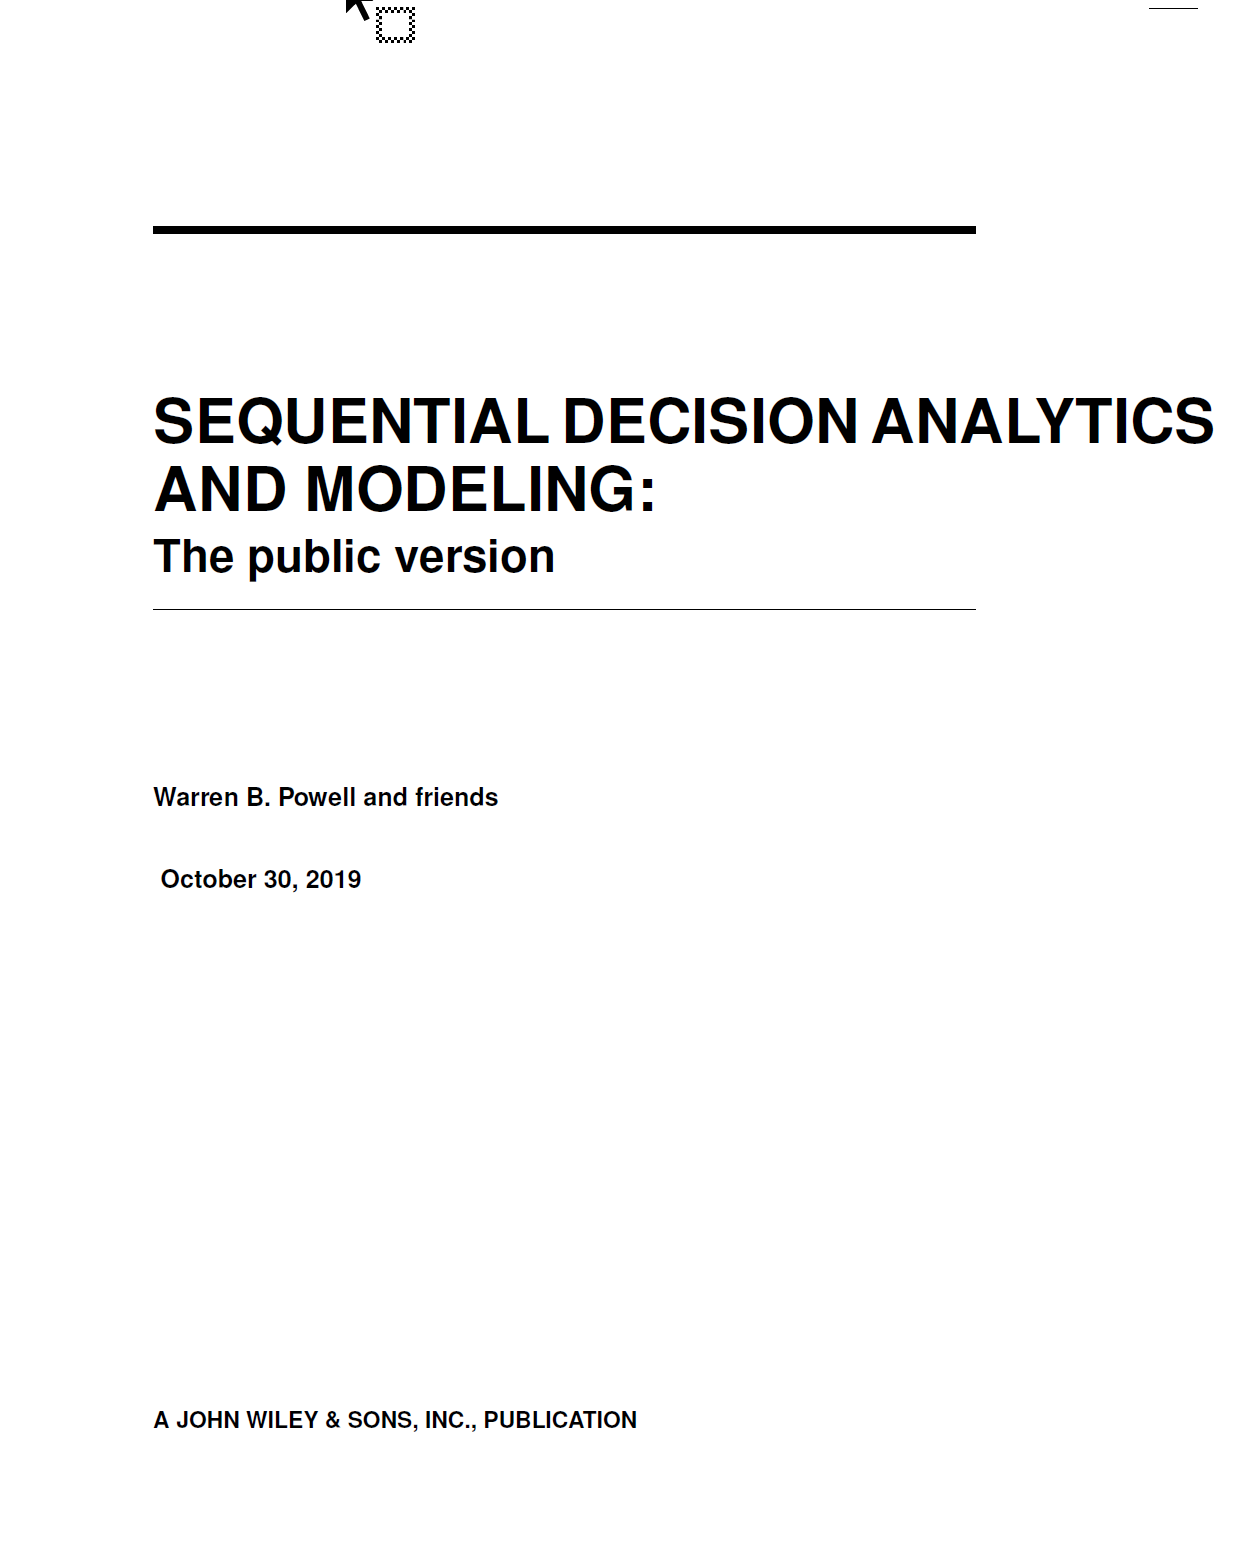 SEQUENTIAL DECISION ANALYTICS
AND MODELING:
The public version
Warren B. Powell and friends
October 30, 2019
A JOHN WILEY & SONS, INC., PUBLICATION